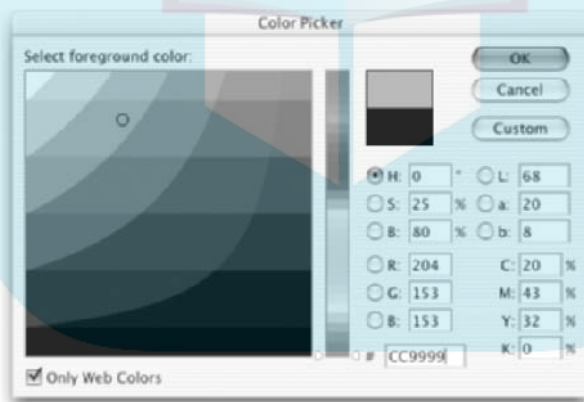 Color Picker
Select foreground color:
OK
Cancel
Custom
H: 0 ° L: 68
S: 25 % a: 20
B: 80 % b: 8
R: 204 C: 20 %
G: 153 M: 43 %
B: 153 Y: 32 %
# CC9999 K: 0 %
Only Web Colors